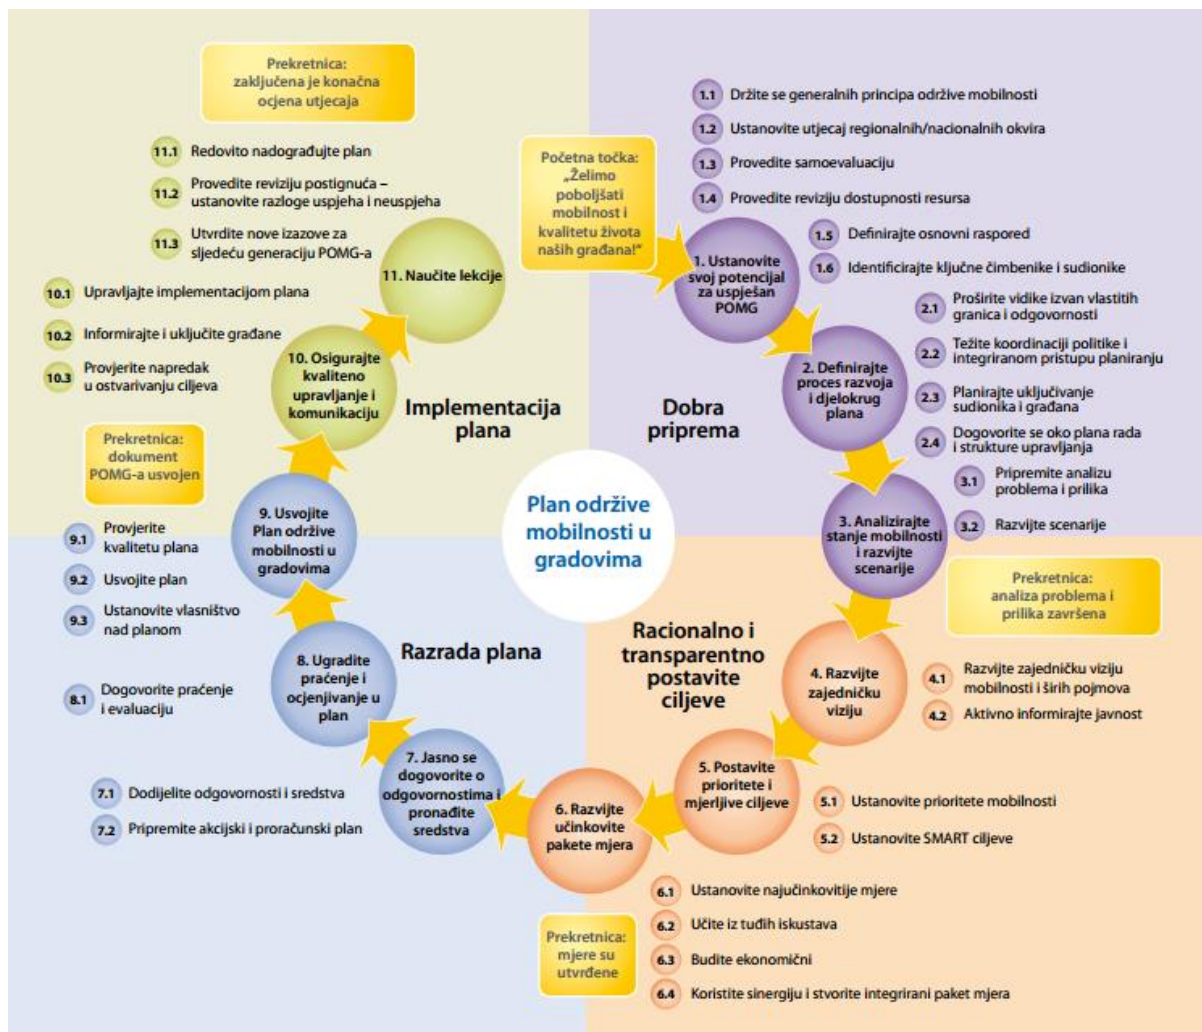 Prekretnica:
zaključena je konačna
ocjena utjecaja
11.1 Redovito nadograđujte plan
11.2 Provedite reviziju postignuća –
ustanovite razloge uspjeha i neuspjeha
11.3 Utvrdite nove izazove za
sljedeću generaciju POMG-a
11. Naučite lekcije
10.1 Upravljajte implementacijom plana
10.2 Informirajte i uključite građane
10.3 Provjerite napredak
u ostvarivanju ciljeva
10. Osigurajte
kvaliteno
upravljanje i
komunikaciju
Implementacija
plana
Prekretnica:
dokument
POMG-a usvojen
Početna točka:
„Želimo
poboljšati
mobilnost i
kvalitetu života
naših građana!“
1.1 Držite se generalnih principa održive mobilnosti
1.2 Ustanovite utjecaj regionalnih/nacionalnih okvira
1.3 Provedite samoevaluaciju
1.4 Provedite reviziju dostupnosti resursa
1.5 Definirajte osnovni raspored
1.6 Identificirajte ključne čimbenike i sudionike
1. Ustanovite
svoj potencijal
za uspješan
POMG
2.1 Proširite vidike izvan vlastitih
granica i odgovornosti
2.2 Težite koordinaciji politike i
integriranom pristupu planiranju
2.3 Planirajte uključivanje
sudionika i građana
2.4 Dogovorite se oko plana rada
i strukture upravljanja
2. Definirajte
proces razvoja
i djelokrug
plana
Dobra
priprema
3.1 Pripremite analizu
problema i prilika
3.2 Razvijte scenarije
3. Analizirajte
stanje mobilnosti
i razvijte
scenarije
Plan održive
mobilnosti u
gradovima
Prekretnica:
analiza problema i
prilika završena
Racionalno i
transparentno
postavite
ciljeve
4. Razvijte
zajedničku
viziju
4.1 Razvijte zajedničku viziju
mobilnosti i širih pojmova
4.2 Aktivno informirajte javnost
5. Postavite
prioritete i
mjerljive ciljeve
5.1 Ustanovite prioritete mobilnosti
5.2 Ustanovite SMART ciljeve
6. Razvijte
učinkovite
pakete mjera
6.1 Ustanovite najučinkovitije mjere
6.2 Učite iz tuđih iskustava
6.3 Budite ekonomični
6.4 Koristite sinergiju i stvorite integrirani paket mjera
Prekretnica:
mjere su
utvrđene
7. Jasno se
dogovorite o
odgovornostima i
pronađite
sredstva
7.1 Dodijelite odgovornosti i sredstva
7.2 Pripremite akcijski i proračunski plan
Razrada plana
8. Ugradite
praćenje i
ocjenjivanje u
plan
8.1 Dogovorite praćenje
i evaluaciju
9. Usvojite
Plan održive
mobilnosti u
gradovima
9.1 Provjerite
kvalitetu plana
9.2 Usvojite plan
9.3 Ustanovite vlasništvo
nad planom